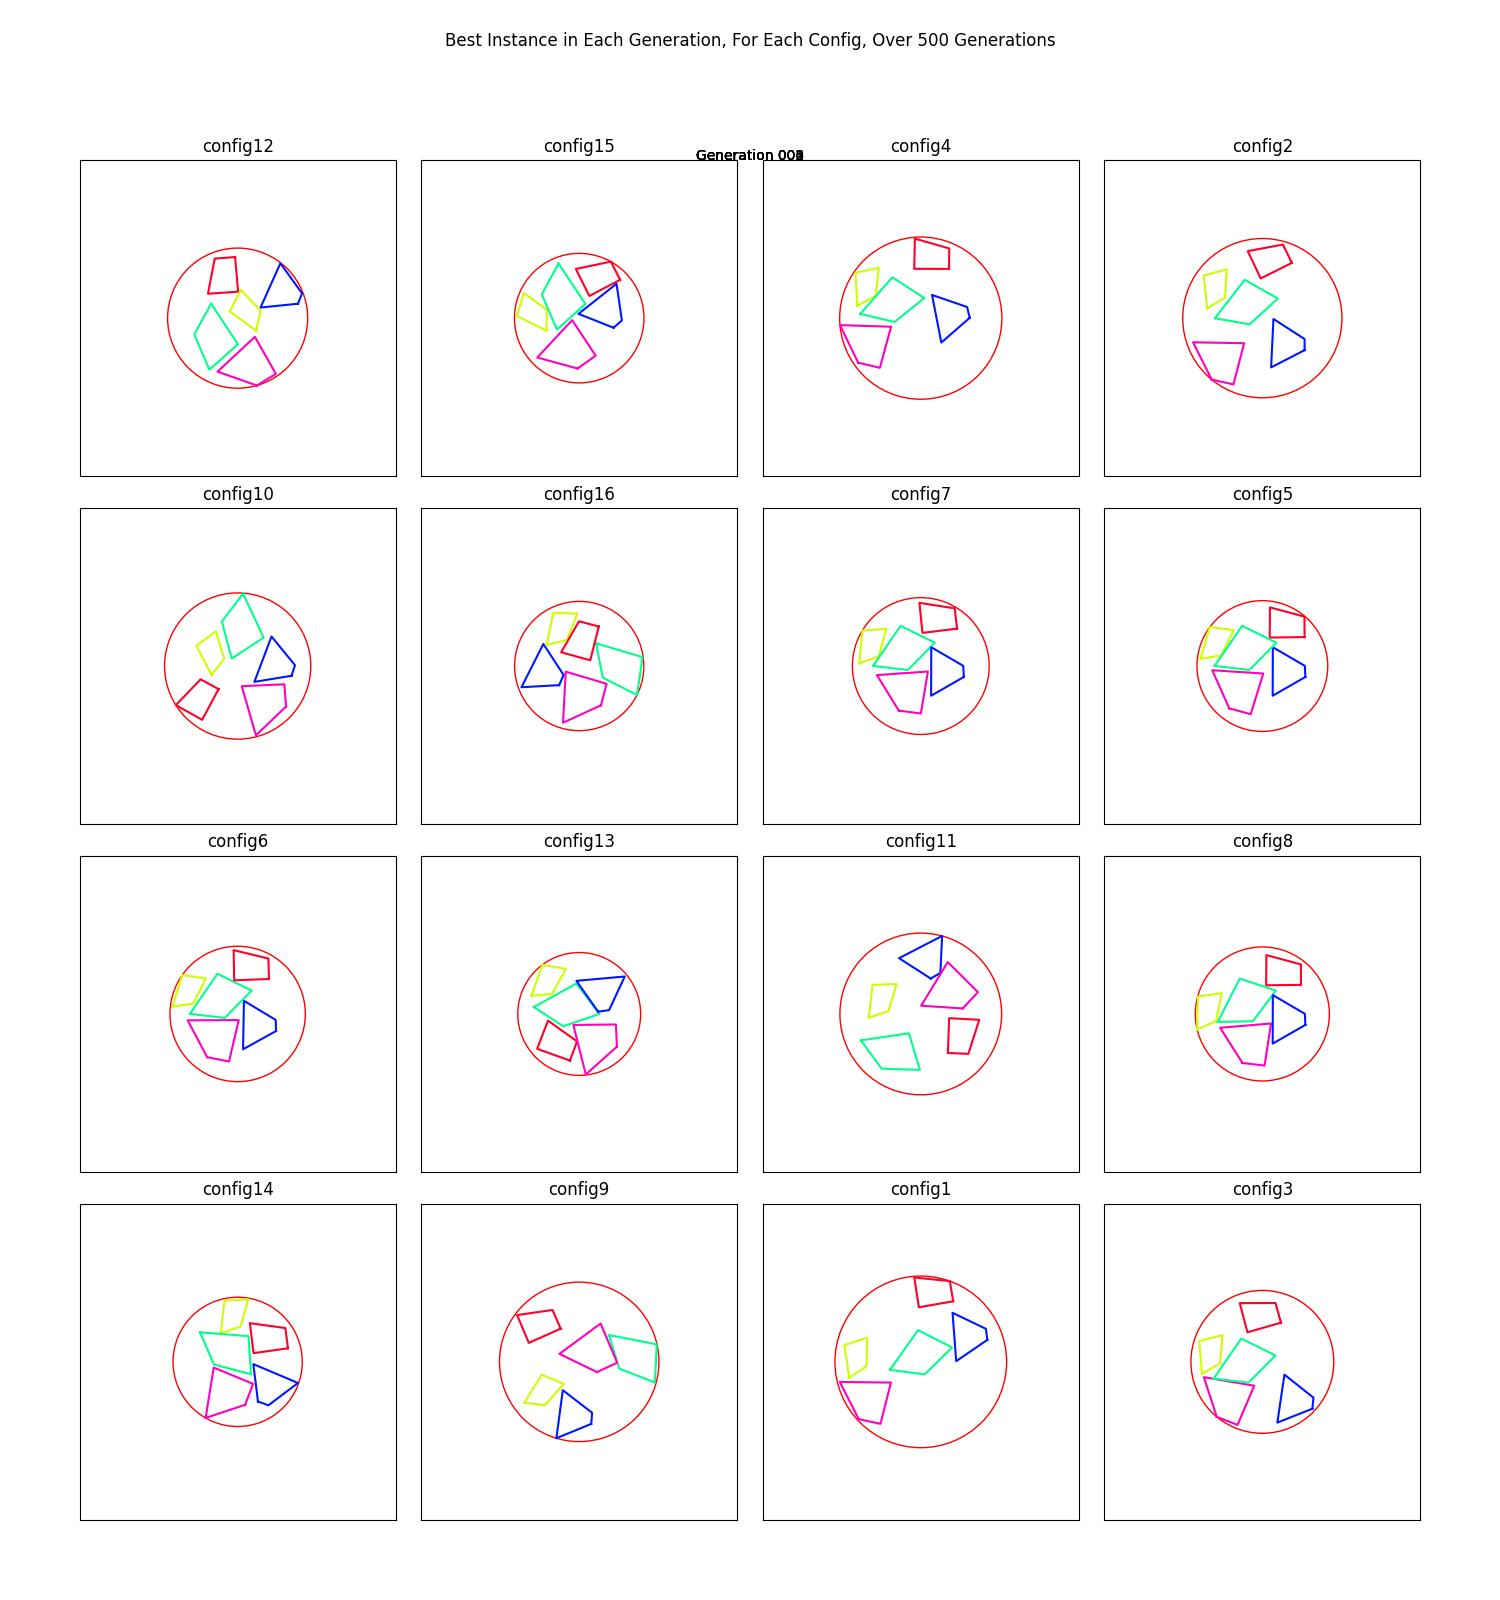 Best Instance in Each Generation, For Each Config, Over 500 Generations
config12 config15 Generation config4 config2
config10 config16 config7 config5
config6 config13 config11 config8
config14 config9 config1 config3